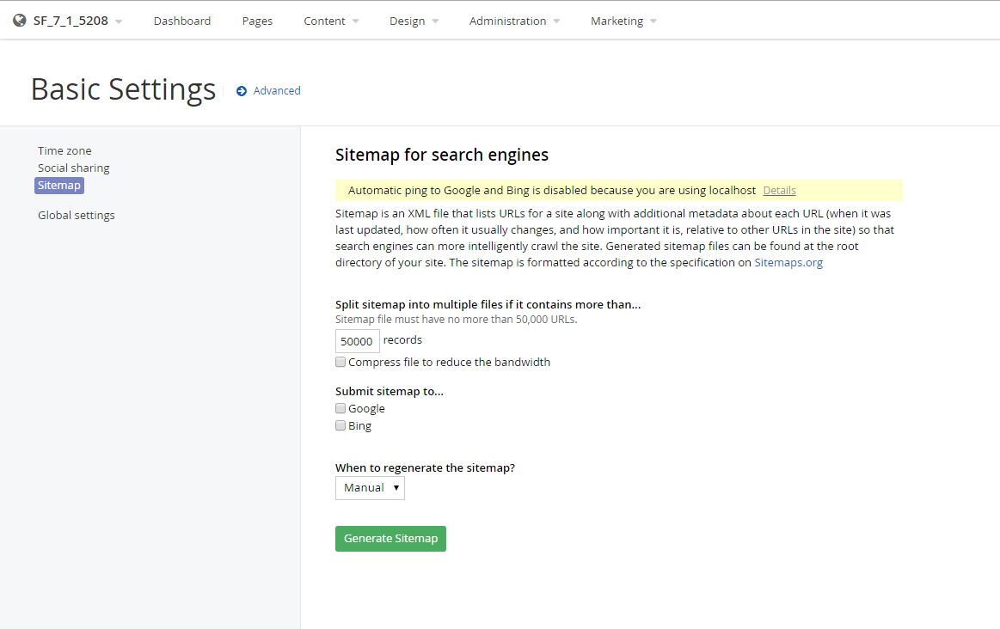 SF_7_1_5208 Dashboard Pages Content Design Administration Marketing
Basic Settings Advanced
Time zone
Social sharing
Sitemap
Global settings
Sitemap for search engines
Automatic ping to Google and Bing is disabled because you are using localhost Details
Sitemap is an XML file that lists URLs for a site along with additional metadata about each URL (when it was
last updated, how often it usually changes, and how important it is, relative to other URLs in the site) so that
search engines can more intelligently crawl the site. Generated sitemap files can be found at the root
directory of your site. The sitemap is formatted according to the specification on Sitemaps.org
Split sitemap into multiple files if it contains more than...
Sitemap file must have no more than 50,000 URLs.
50000 records
Compress file to reduce the bandwidth
Submit sitemap to...
Google
Bing
When to regenerate the sitemap?
Manual
Generate Sitemap